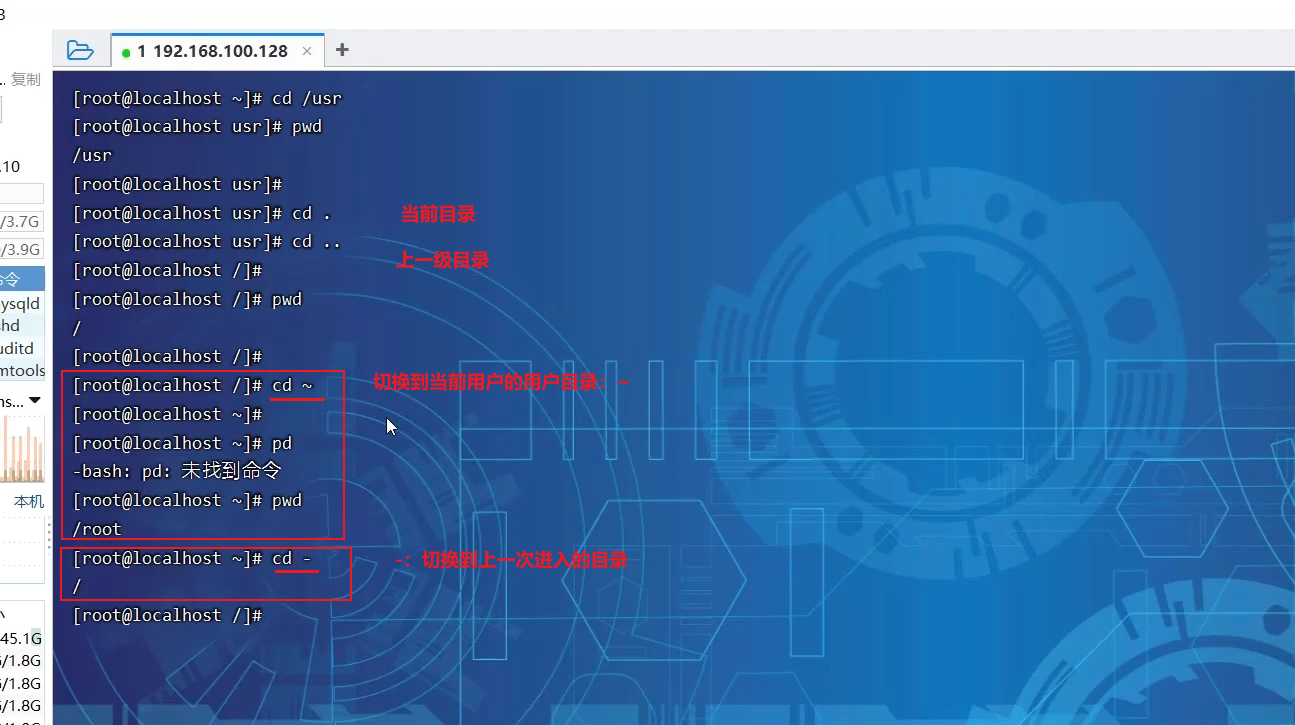 3
1 192.168.100.128 × +
.. 复制
[root@localhost ~]# cd /usr
[root@localhost usr]# pwd
/usr
.10
[root@localhost usr]#
[root@localhost usr]# cd . 当前目录
/3.7G
[root@localhost usr]# cd ..
/3.9G
上一级目录
[root@localhost /]#
命令
[root@localhost /]# pwd
ysqld
/
hd
uditd
[root@localhost /]#
mtools
[root@localhost /]# cd ~ 切换到当前用户的用户目录：~
ns...
[root@localhost ~]#
[root@localhost ~]# pd
-bash: pd: 未找到命令
[root@localhost ~]# pwd
本机
/root
[root@localhost ~]# cd - -：切换到上一次进入的目录
/
[root@localhost /]#
45.1G
/1.8G
/1.8G
/1.8G